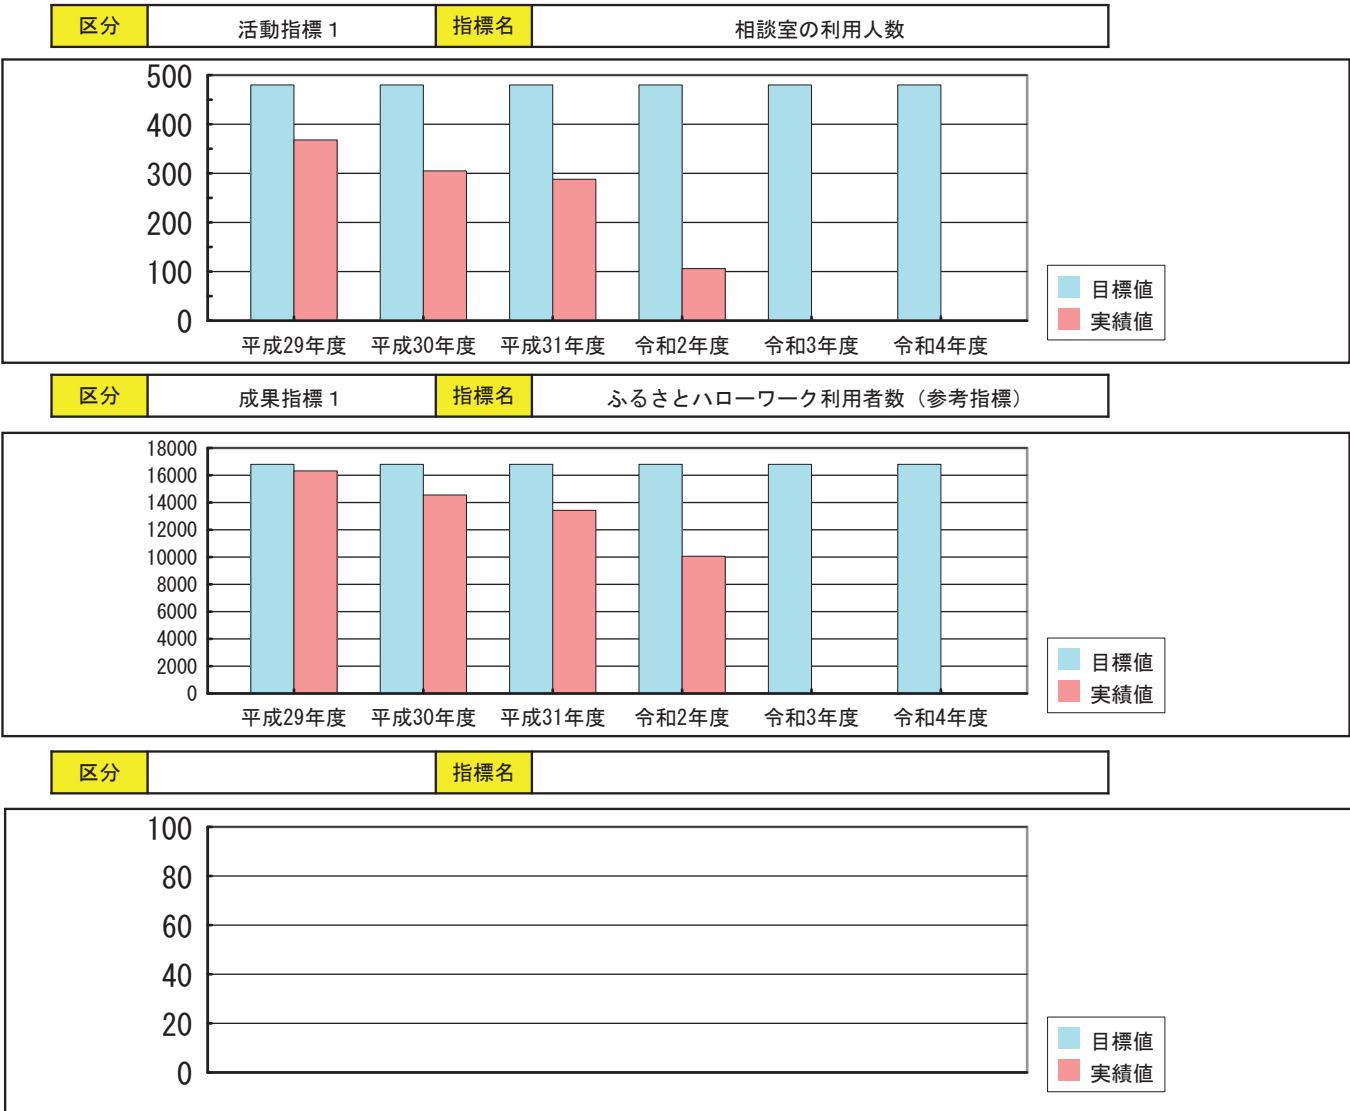 区分 活動指標１ 指標名 相談室の利用人数
500
400
300
200
100
0
平成29年度 平成30年度 平成31年度 令和2年度 令和3年度 令和4年度
目標値
実績値
区分 成果指標１ 指標名 ふるさとハローワーク利用者数（参考指標）
18000
16000
14000
12000
10000
8000
6000
4000
2000
0
平成29年度 平成30年度 平成31年度 令和2年度 令和3年度 令和4年度
目標値
実績値
区分 指標名
100
80
60
40
20
0
目標値
実績値